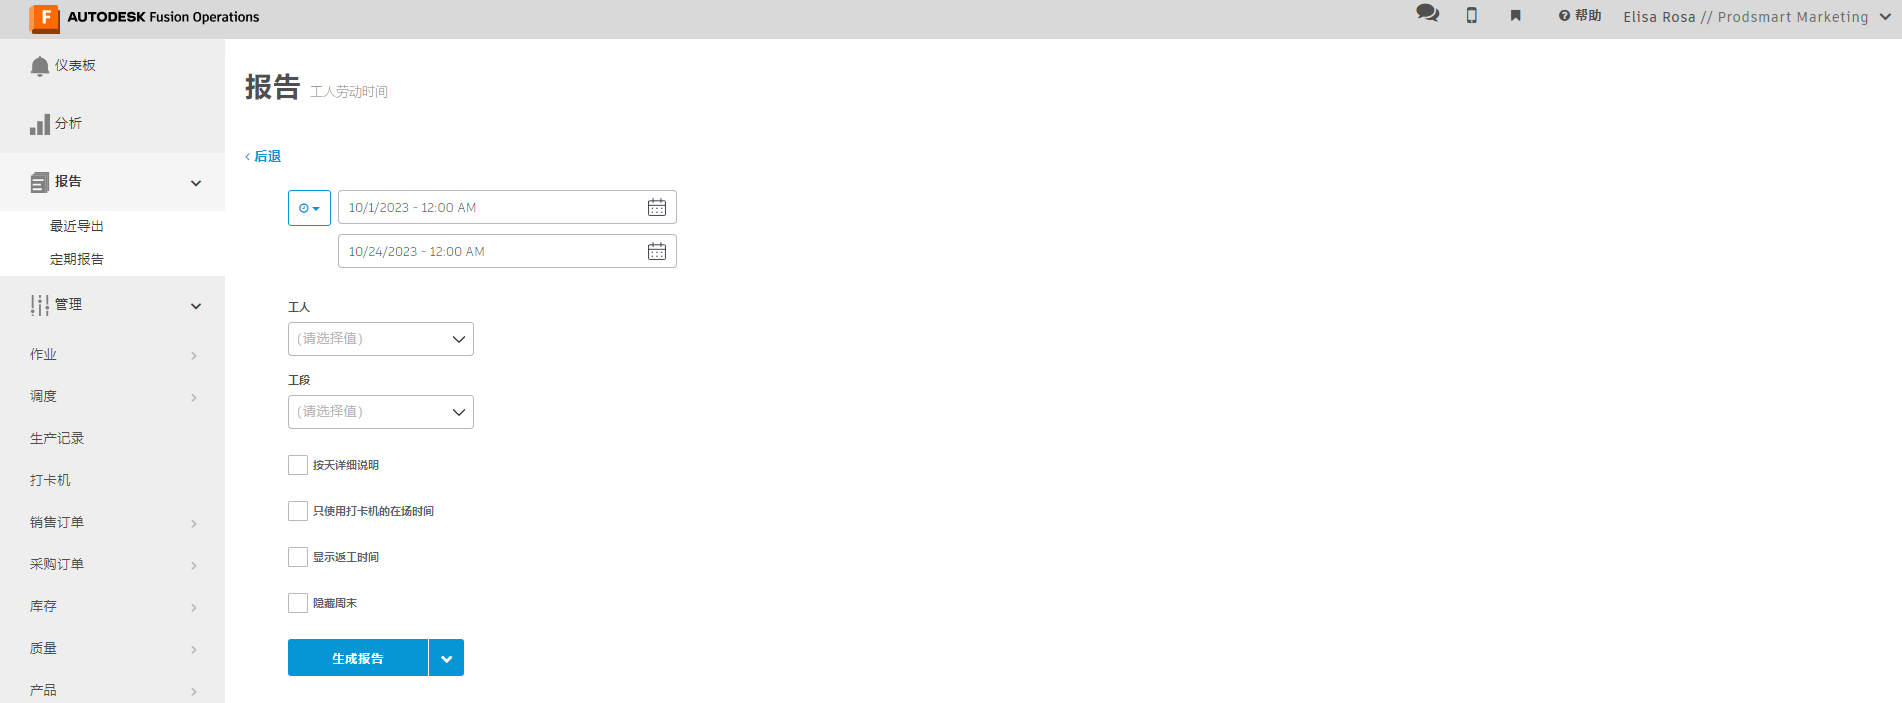 AUTODESK Fusion Operations
帮助
Elisa Rosa // Prodsmart Marketing
仪表板
分析
报告
最近导出
定期报告
管理
作业
调度
生产记录
打卡机
销售订单
采购订单
库存
质量
产品
报告 工人劳动时间
后退
10/1/2023 - 12:00 AM
10/24/2023 - 12:00 AM
工人
(请选择值)
工段
(请选择值)
按天详细说明
只使用打卡机的在场时间
显示返工时间
隐藏周末
生成报告